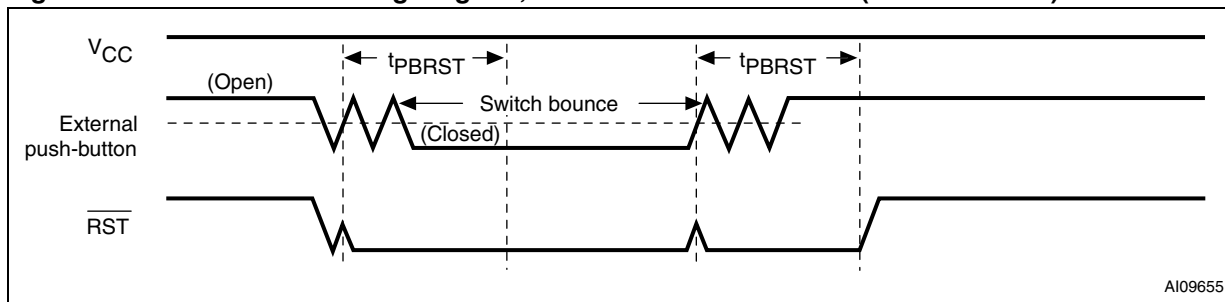 VCC
tPBRST
tPBRST
(Open)
Switch bounce
External
push-button
(Closed)
RST
AI09655